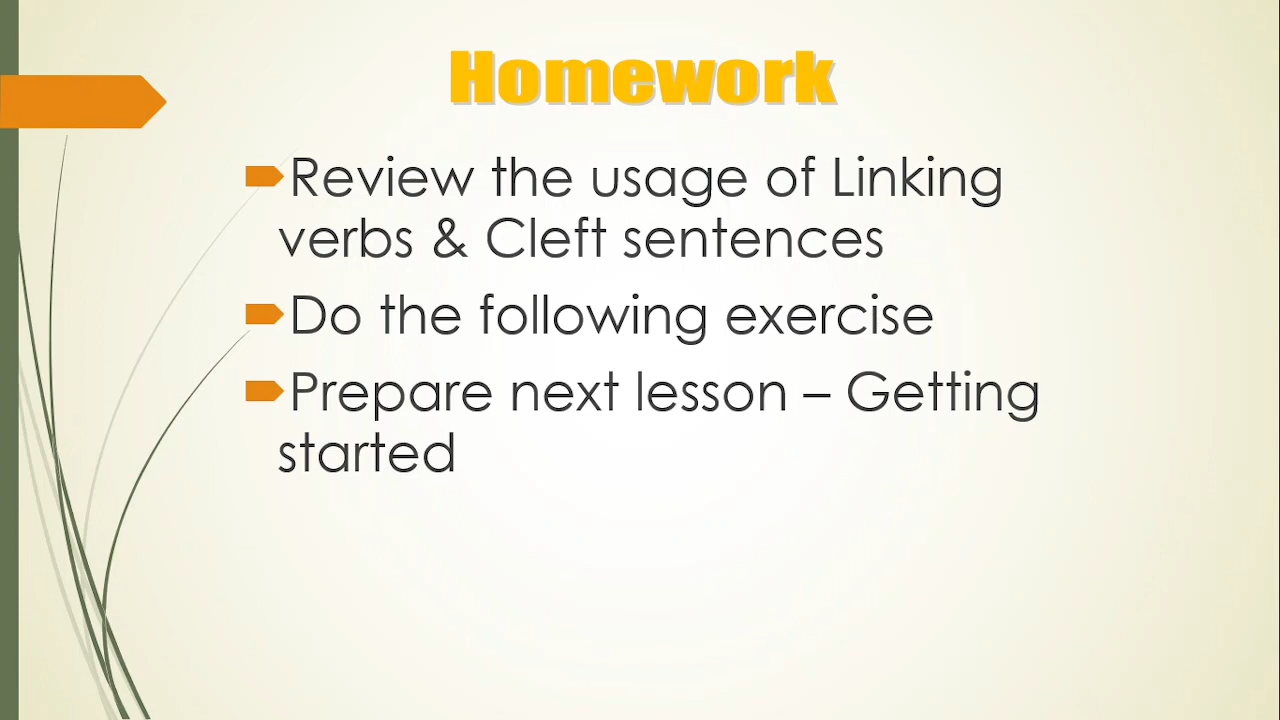 Homework
Review the usage of Linking
verbs & Cleft sentences
Do the following exercise
Prepare next lesson – Getting
started